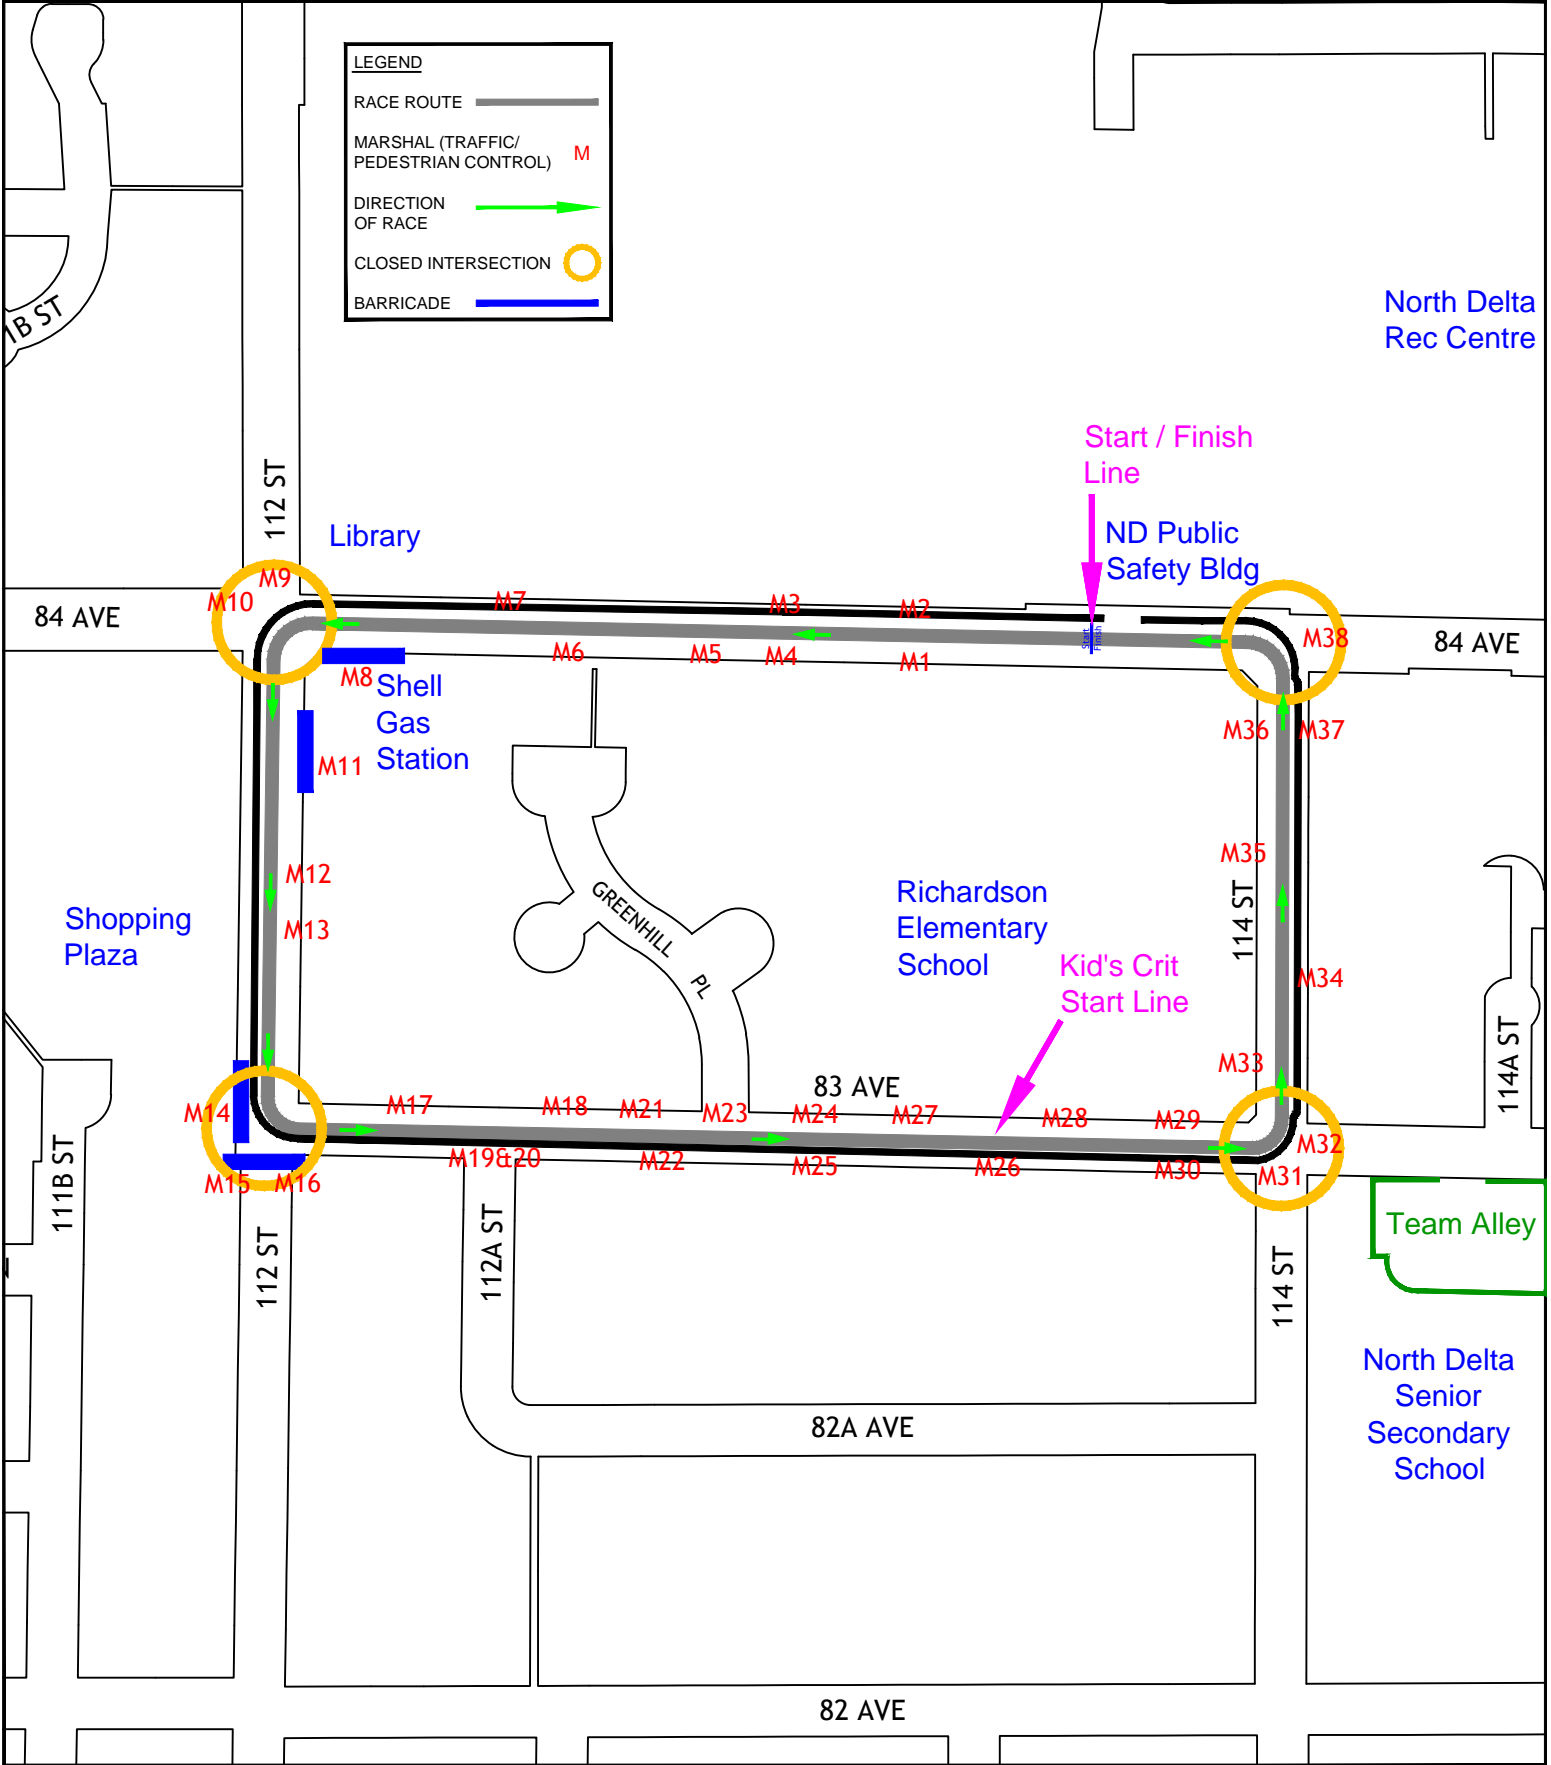 LEGEND
RACE ROUTE
MARSHAL (TRAFFIC/
PEDESTRIAN CONTROL) M
DIRECTION
OF RACE
CLOSED INTERSECTION
BARRICADE
1B ST
North Delta
Rec Centre
Start / Finish
Line
112 ST
Library
ND Public
Safety Bldg
M9
M10
M7
M3
M2
84 AVE
Start
Finish
M38
84 AVE
M6
M5
M4
M1
M8
Shell
Gas
Station
M36
M37
M11
M35
M12
M13
Shopping
Plaza
GREENHILL
PL
Richardson
Elementary
School
114 ST
Kid's Crit
Start Line
M34
114A ST
M33
83 AVE
M14
M17
M18
M21
M23
M24
M27
M28
M29
M32
M15
M16
M19&20
M22
M25
M26
M30
M31
111B ST
112 ST
112A ST
114 ST
Team Alley
North Delta
Senior
Secondary
School
82A AVE
82 AVE